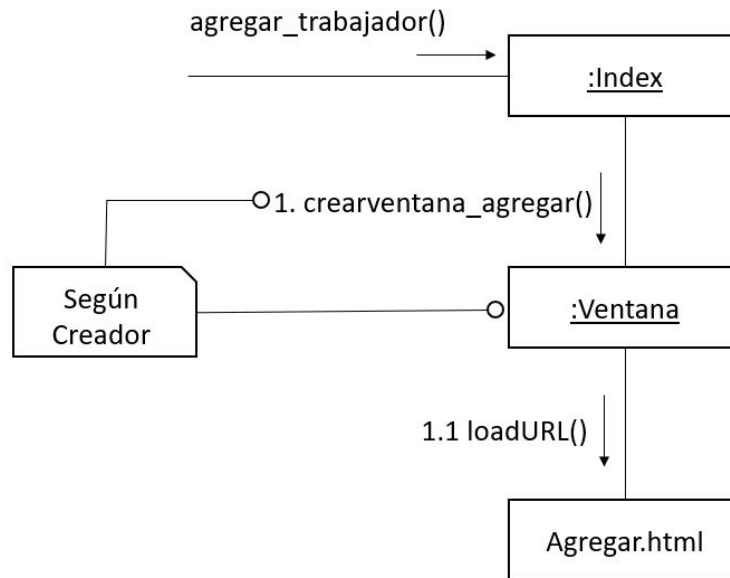 agregar_trabajador()
:Index
1. crearventana_agregar()
Según
Creador
:Ventana
1.1 loadURL()
Agregar.html